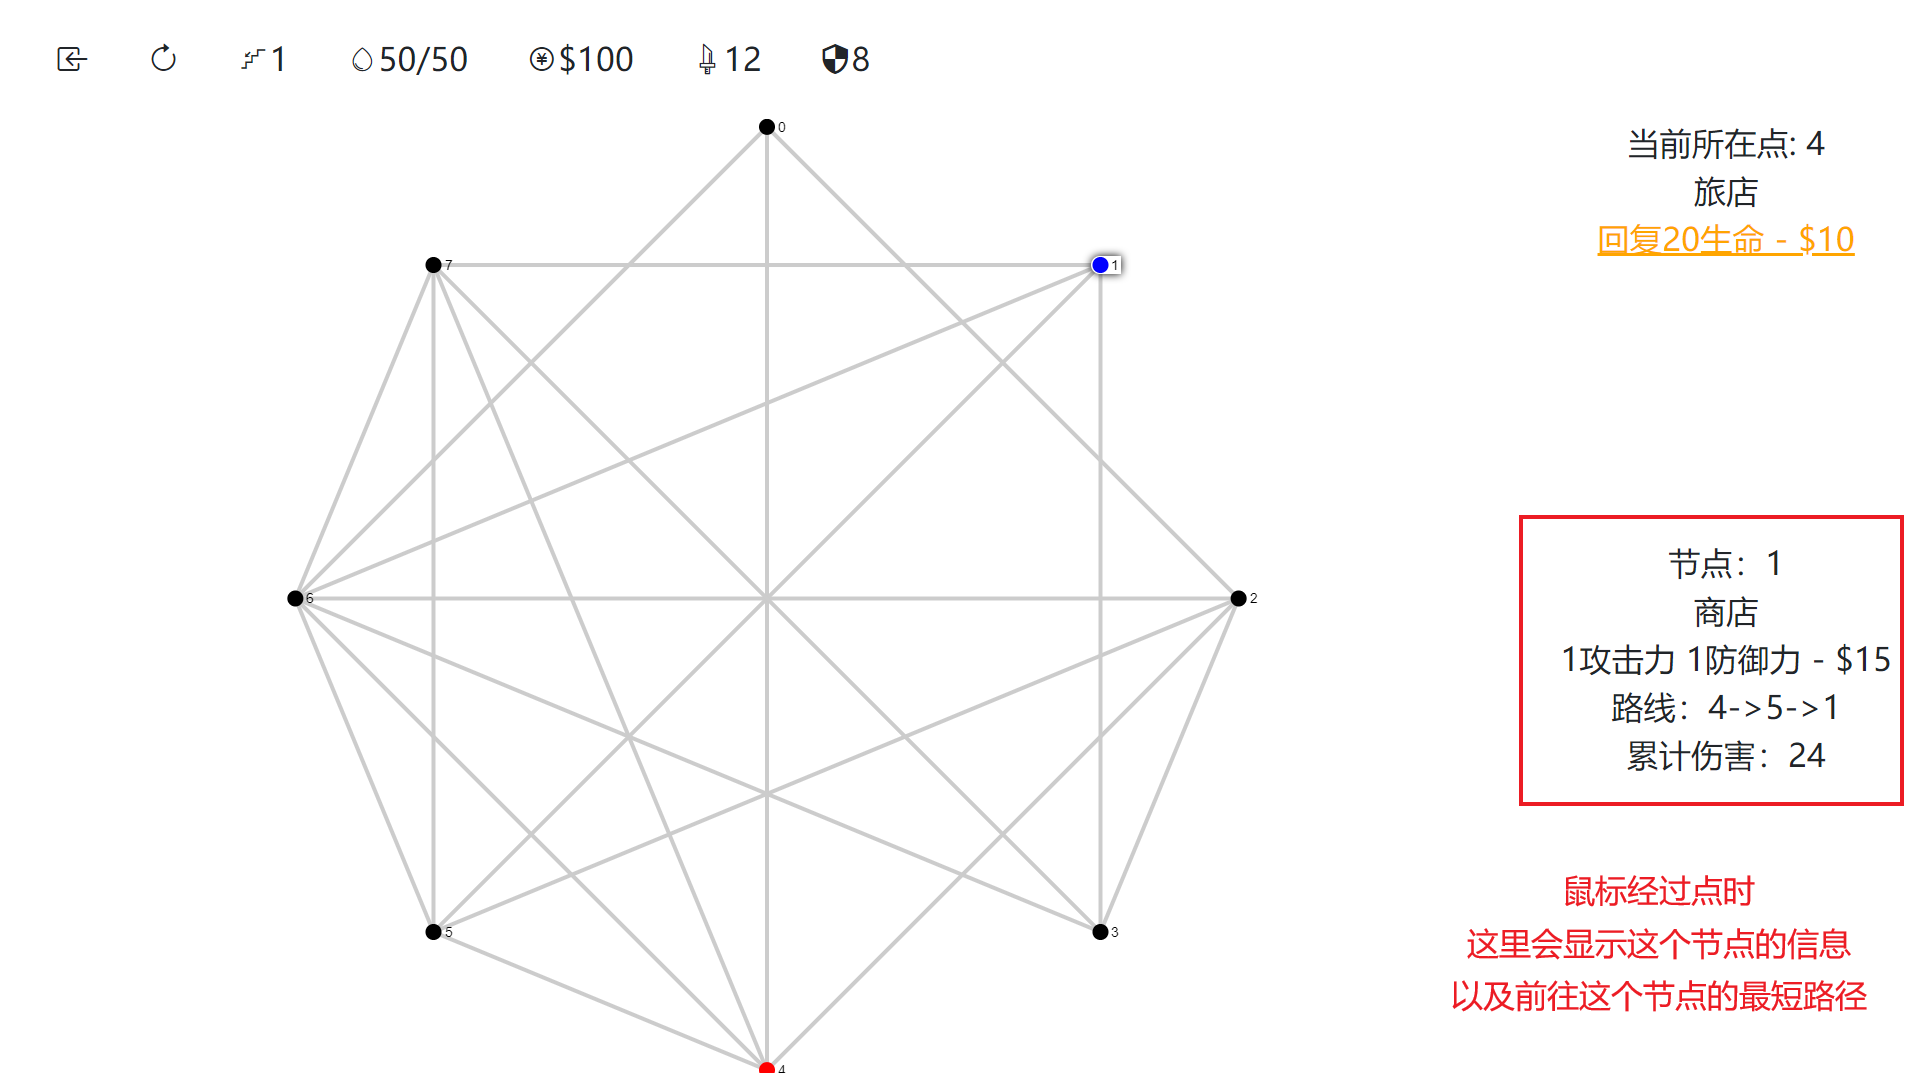 1 50/50 $100 12 8
0
当前所在点: 4
旅店
回复20生命 - $10
7
1
6
2
节点：1
商店
1攻击力 1防御力 - $15
路线：4->5->1
累计伤害：24
鼠标经过点时
这里会显示这个节点的信息
以及前往这个节点的最短路径
5
3
4